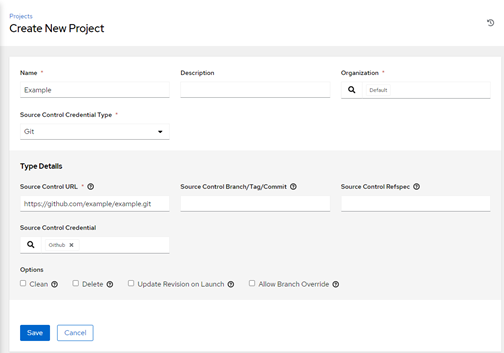 Projects
Create New Project
Name * Description Organization *
Example Default
Source Control Credential Type *
Git
Type Details
Source Control URL * Source Control Branch/Tag/Commit Source Control Refspec
https://github.com/example/example.git
Source Control Credential
Github ×
Options
Clean Delete Update Revision on Launch Allow Branch Override
Save Cancel